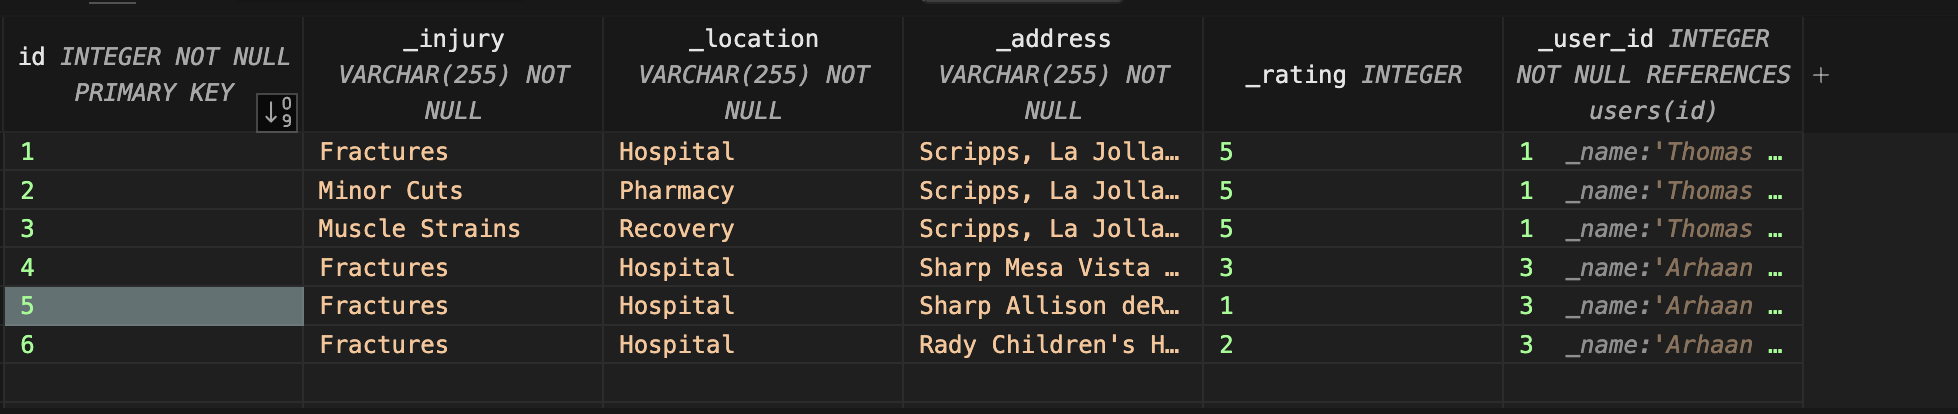 id INTEGER NOT NULL PRIMARY KEY
_injury VARCHAR(255) NOT NULL
_location VARCHAR(255) NOT NULL
_address VARCHAR(255) NOT NULL
_rating INTEGER
_user_id INTEGER NOT NULL REFERENCES users(id)
+
↓09
1 Fractures Hospital Scripps, La Jolla… 5 1 _name:'Thomas …
2 Minor Cuts Pharmacy Scripps, La Jolla… 5 1 _name:'Thomas …
3 Muscle Strains Recovery Scripps, La Jolla… 5 1 _name:'Thomas …
4 Fractures Hospital Sharp Mesa Vista … 3 3 _name:'Arhaan …
5 Fractures Hospital Sharp Allison deR… 1 3 _name:'Arhaan …
6 Fractures Hospital Rady Children's H… 2 3 _name:'Arhaan …